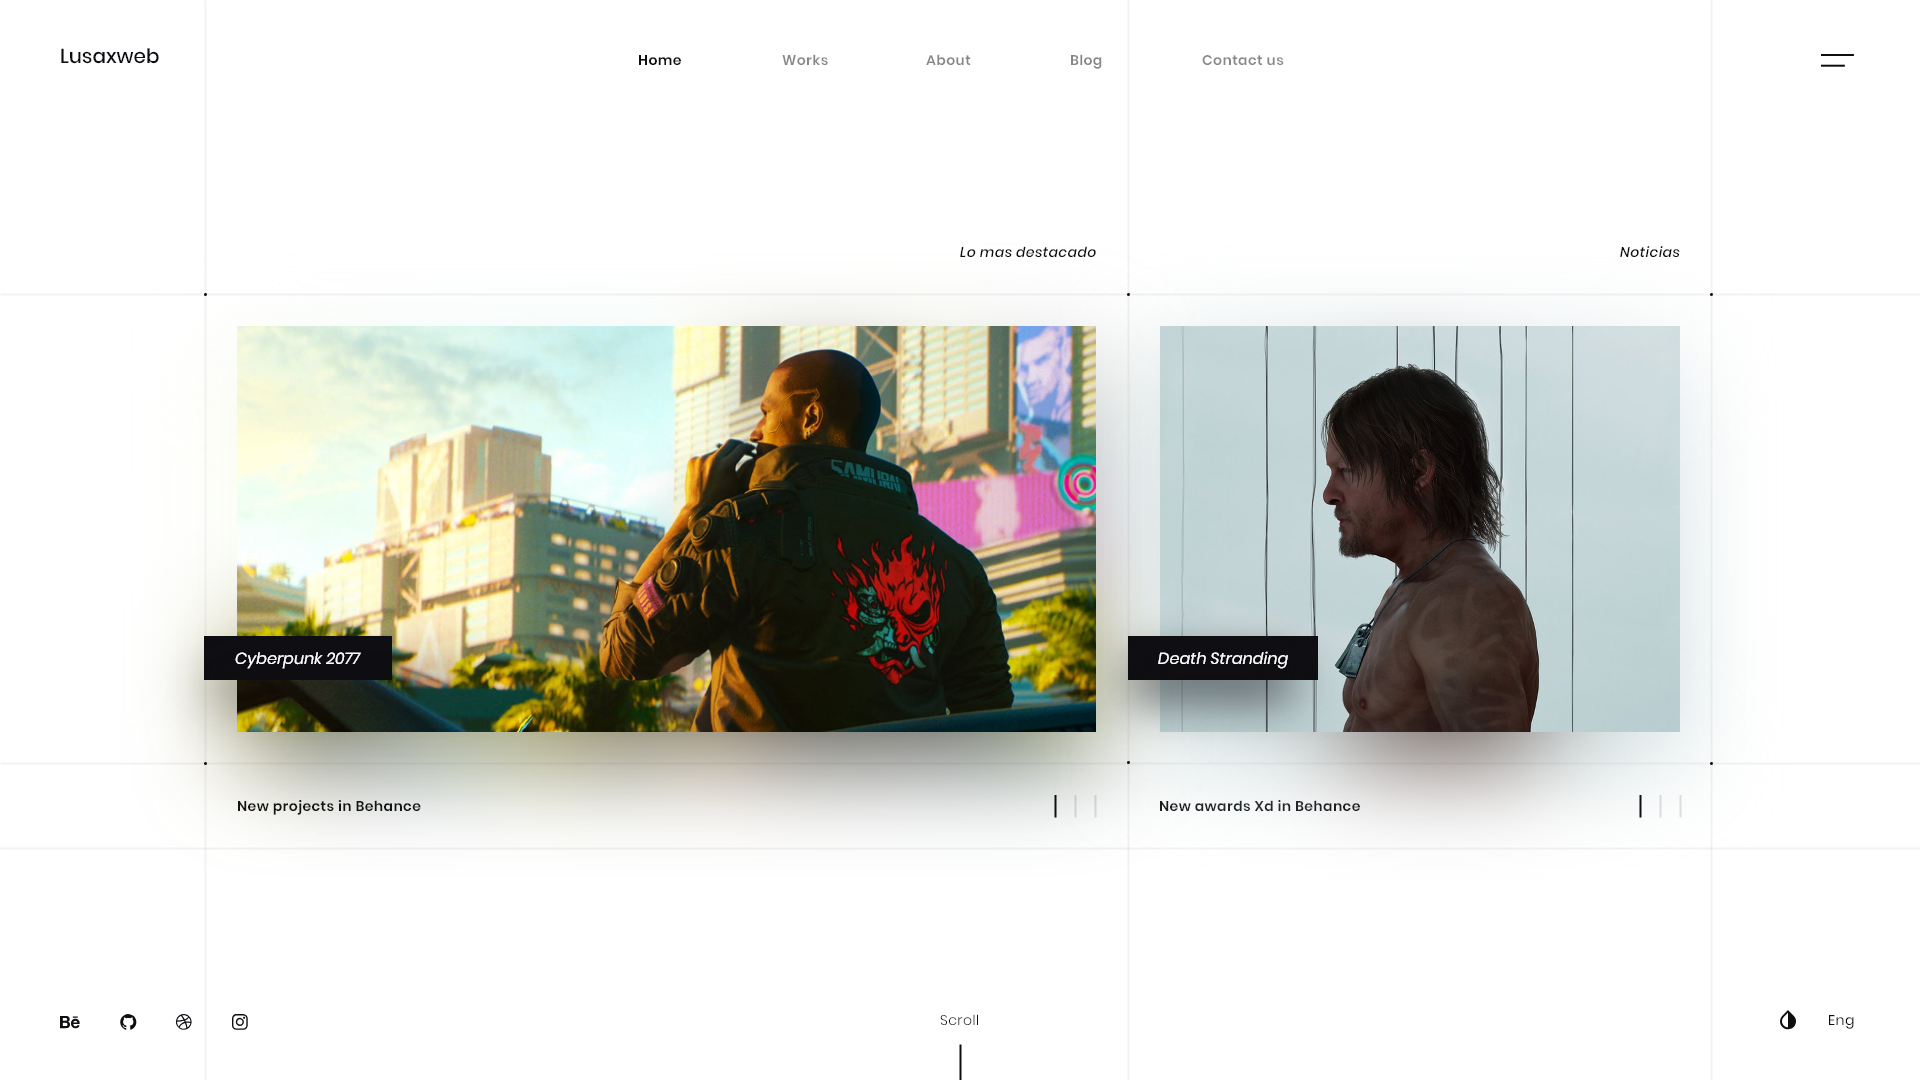 Lusaxweb
Home Works About Blog Contact us
Lo mas destacado
Noticias
SAMURAI
Cyberpunk 2077
Death Stranding
New projects in Behance
New awards Xd in Behance
Bē
Scroll
Eng